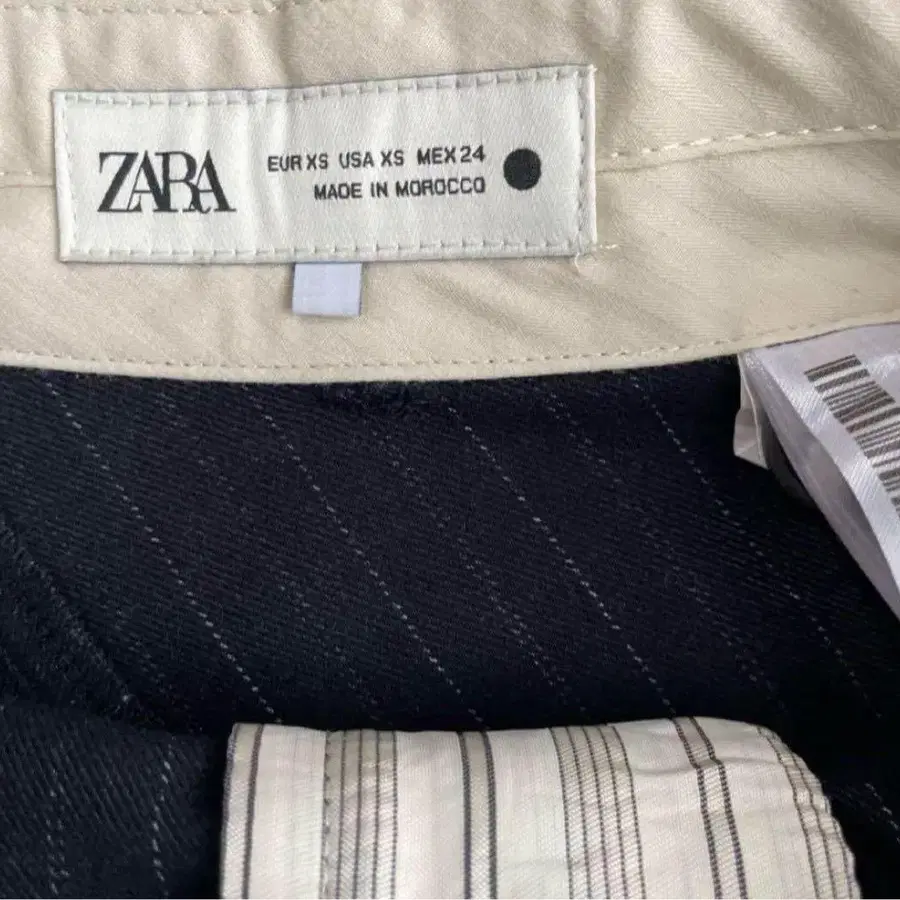 ZARA
EUR XS USA XS MEX 24
MADE IN MOROCCO